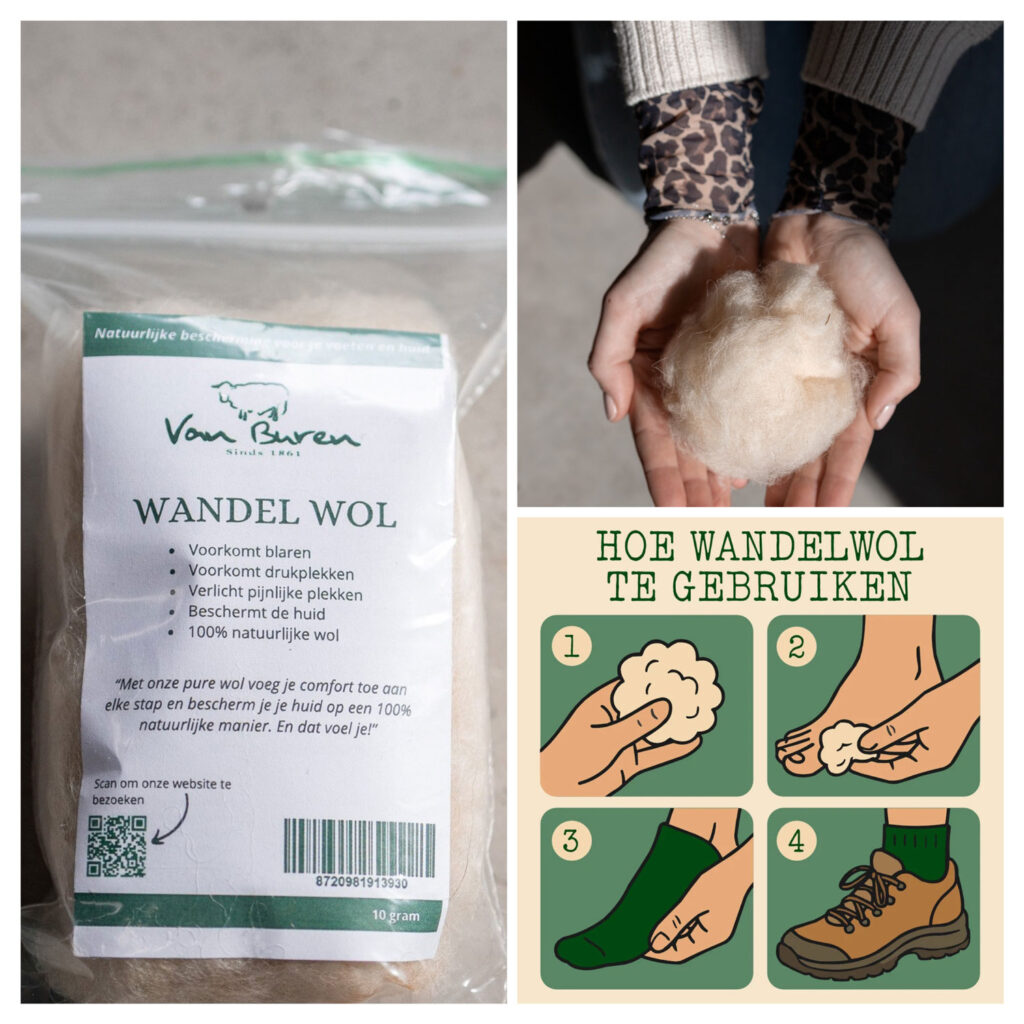 Natuurlijke bescherming voor je voeten en huid
Van Buren
Sinds 1861
WANDEL WOL
• Voorkomt blaren
• Voorkomt drukplekken
• Verlicht pijnlijke plekken
• Beschermt de huid
• 100% natuurlijke wol
“Met onze pure wol voeg je comfort toe aan
elke stap en bescherm je je huid op een 100%
natuurlijke manier. En dat voel je!“
Scan om onze website te
bezoeken
8720981913930
10 gram
HOE WANDELWOL
TE GEBRUIKEN
1
2
3
4